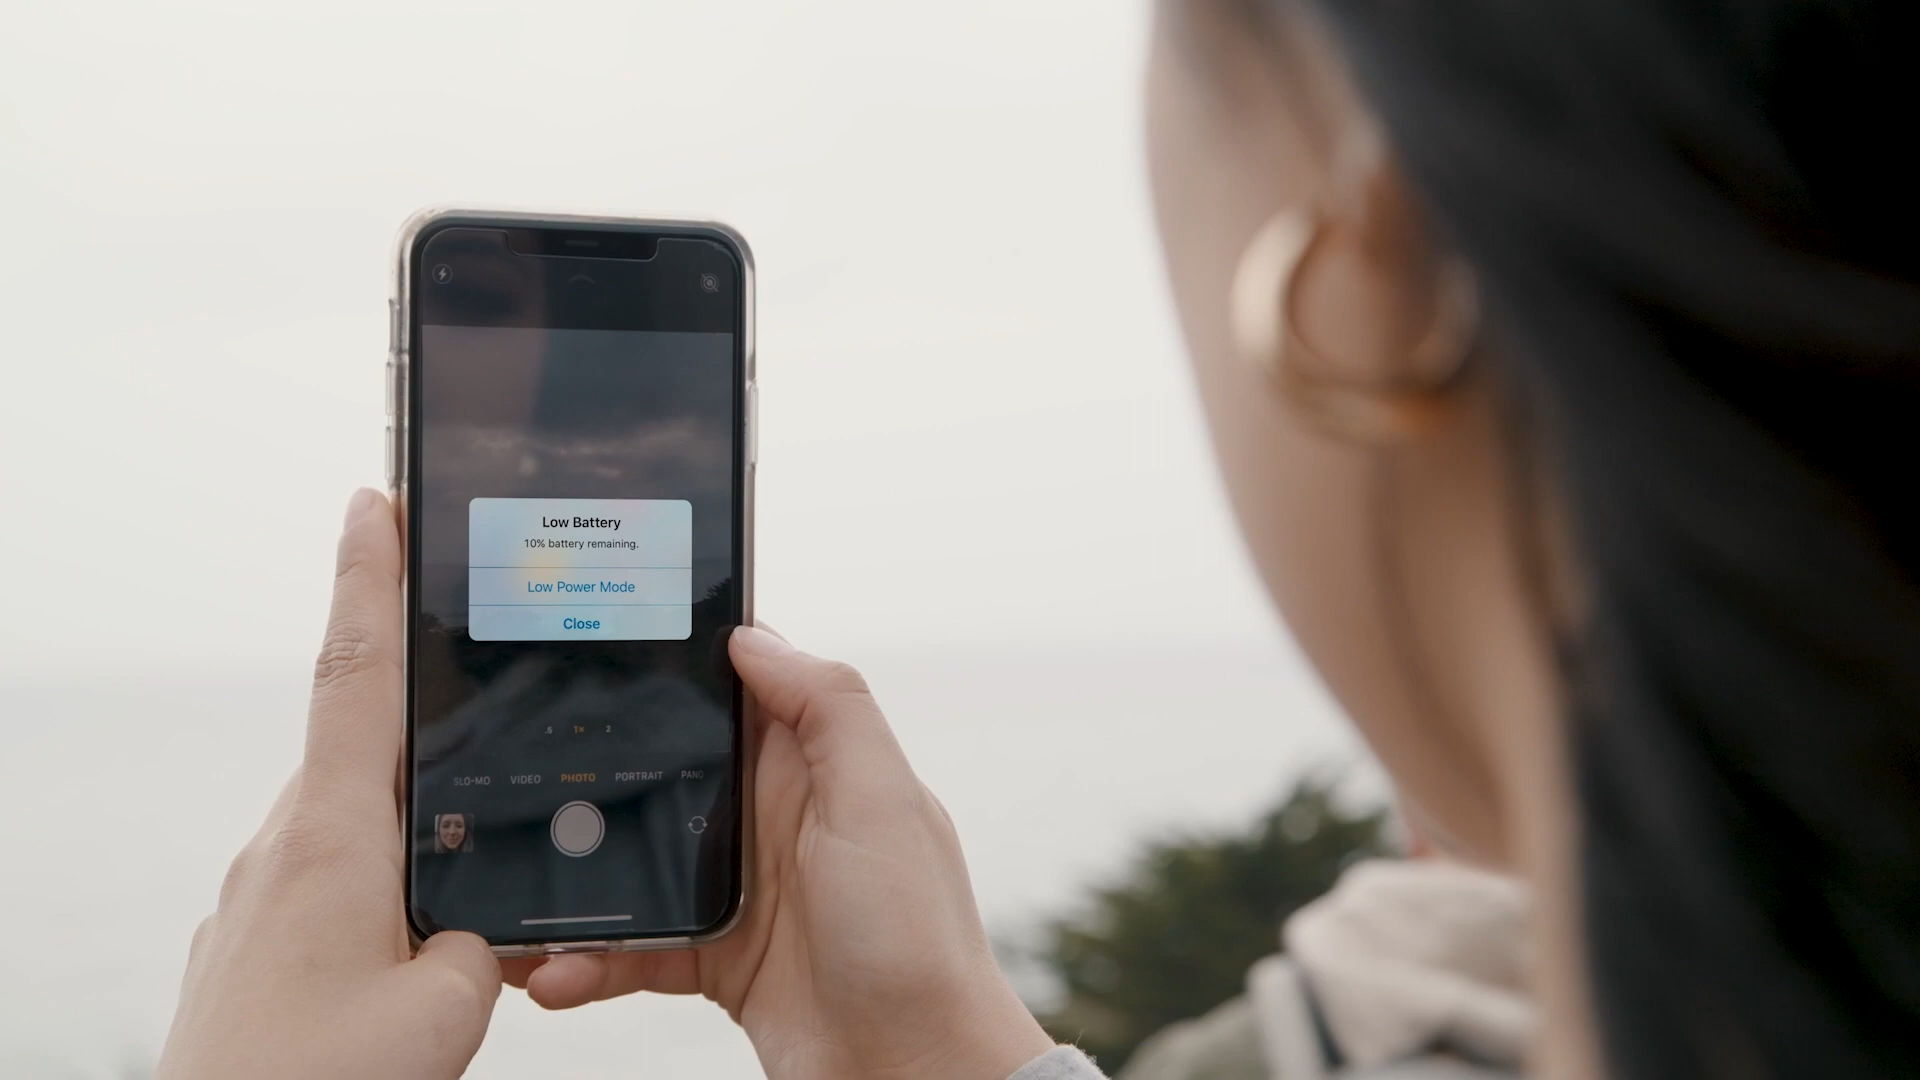 Low Battery
10% battery remaining.
Low Power Mode
Close
.5 1× 2
SLO-MO VIDEO PHOTO PORTRAIT PANO